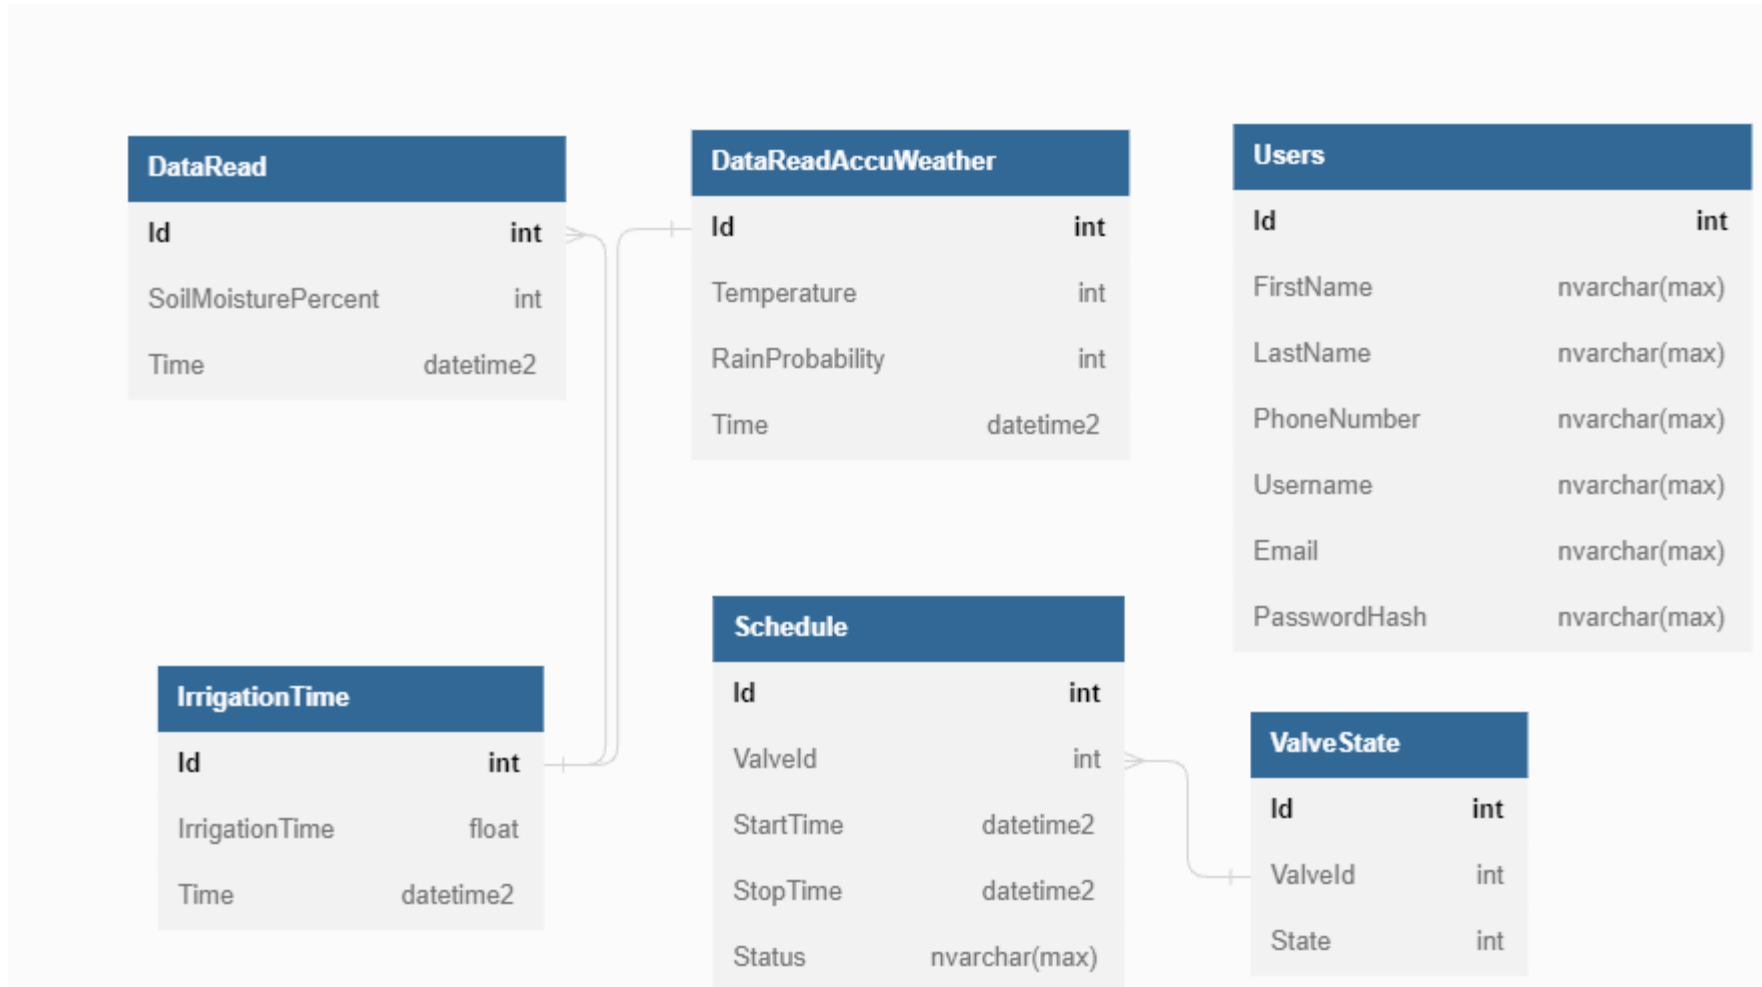 DataRead
Id int
SoilMoisturePercent int
Time datetime2
DataReadAccuWeather
Id int
Temperature int
RainProbability int
Time datetime2
Users
Id int
FirstName nvarchar(max)
LastName nvarchar(max)
PhoneNumber nvarchar(max)
Username nvarchar(max)
Email nvarchar(max)
PasswordHash nvarchar(max)
IrrigationTime
Id int
IrrigationTime float
Time datetime2
Schedule
Id int
ValveId int
StartTime datetime2
StopTime datetime2
Status nvarchar(max)
ValveState
Id int
ValveId int
State int